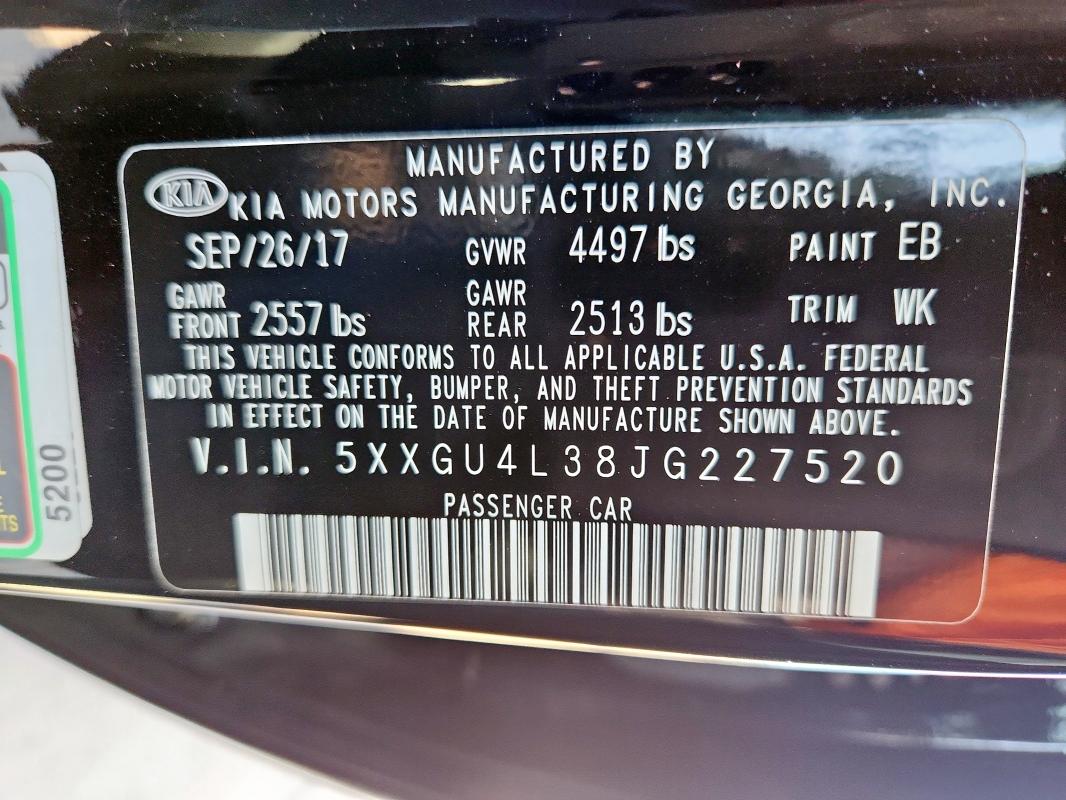 MANUFACTURED BY
KIA
KIA MOTORS MANUFACTURING GEORGIA, INC.
SEP/26/17 GVWR 4497 lbs PAINT EB
GAWR FRONT 2557 lbs GAWR REAR 2513 lbs TRIM WK
THIS VEHICLE CONFORMS TO ALL APPLICABLE U.S.A. FEDERAL
MOTOR VEHICLE SAFETY, BUMPER, AND THEFT PREVENTION STANDARDS
IN EFFECT ON THE DATE OF MANUFACTURE SHOWN ABOVE.
V.I.N. 5XXGU4L38JG227520
PASSENGER CAR
5200